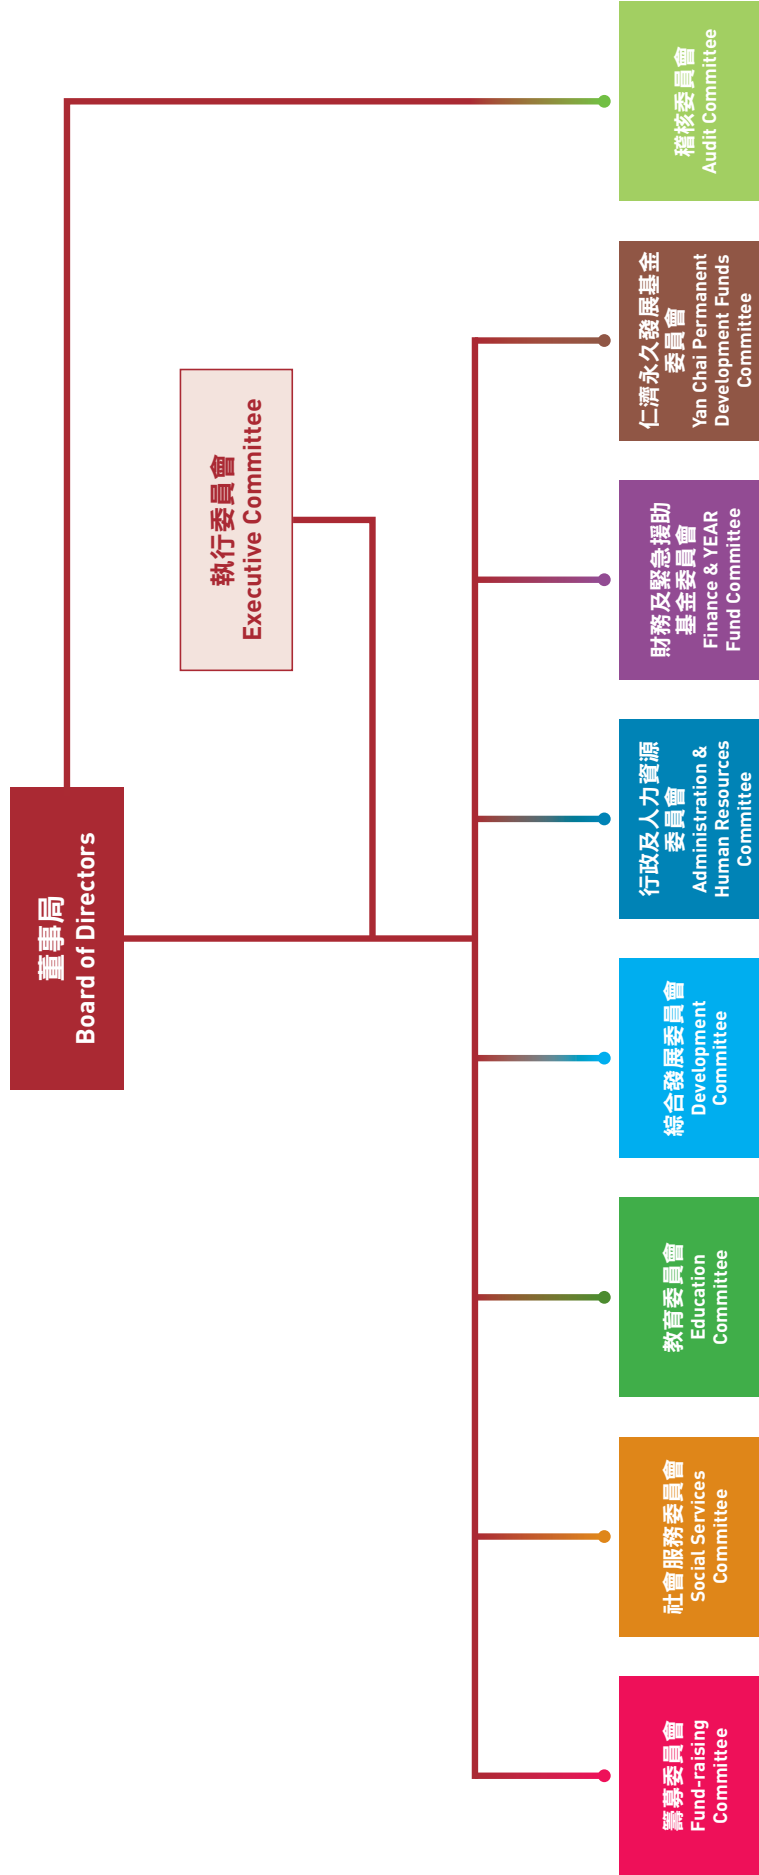 董事局
Board of Directors
執行委員會
Executive Committee
籌募委員會
Fund-raising
Committee
社會服務委員會
Social Services
Committee
教育委員會
Education
Committee
綜合發展委員會
Development
Committee
行政及人力資源
委員會
Administration &
Human Resources
Committee
財務及緊急援助
基金委員會
Finance & YEAR
Fund Committee
仁濟永久發展基金
委員會
Yan Chai Permanent
Development Funds
Committee
稽核委員會
Audit Committee